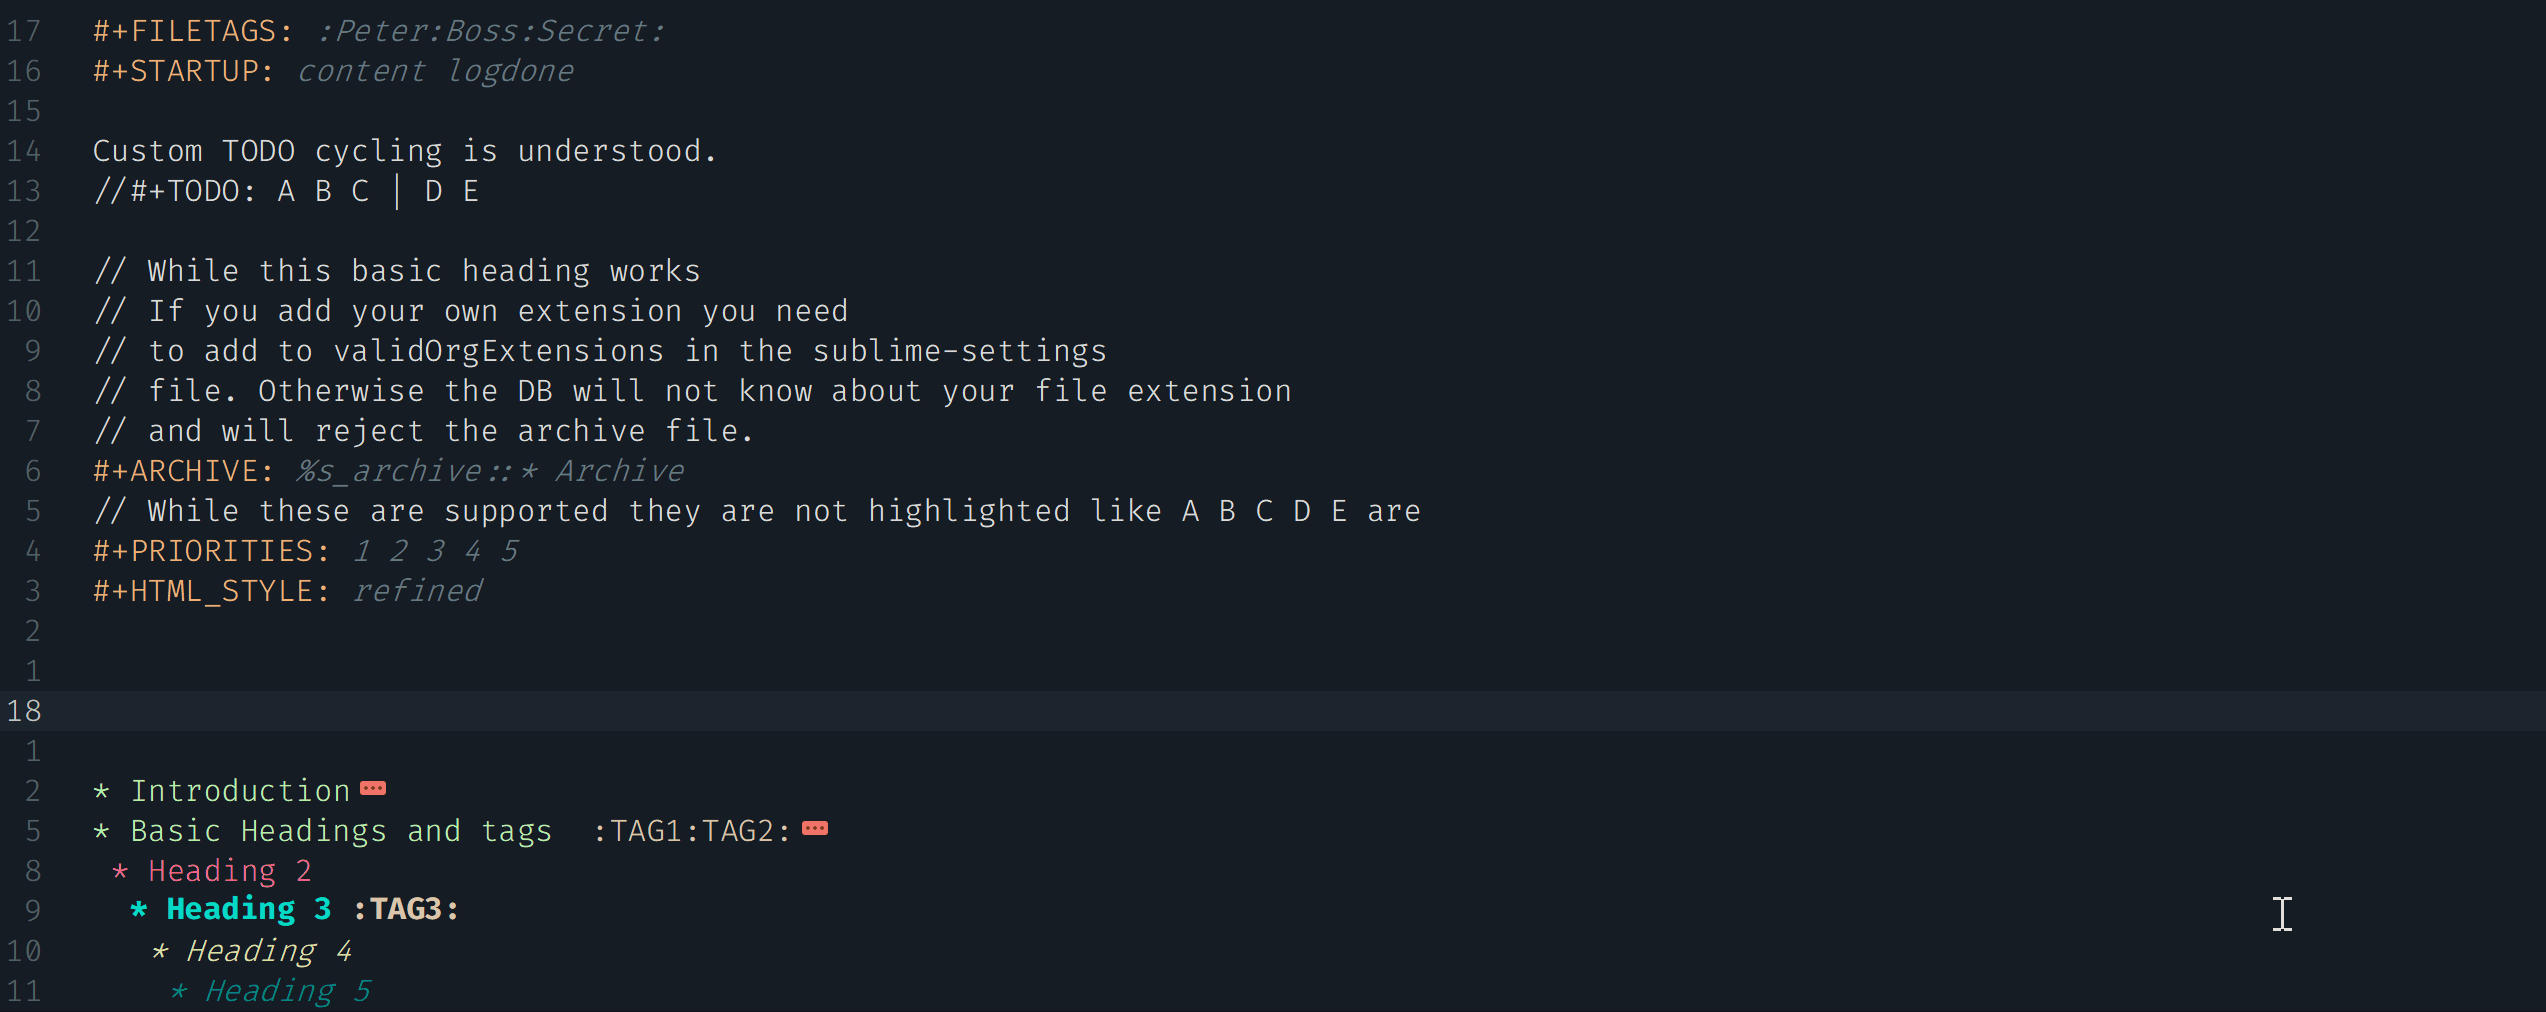 17 #+FILETAGS: :Peter:Boss:Secret:
16 #+STARTUP: content logdone
15
14 Custom TODO cycling is understood.
13 //#+TODO: A B C | D E
12
11 // While this basic heading works
10 // If you add your own extension you need
9 // to add to validOrgExtensions in the sublime-settings
8 // file. Otherwise the DB will not know about your file extension
7 // and will reject the archive file.
6 #+ARCHIVE: %s_archive::* Archive
5 // While these are supported they are not highlighted like A B C D E are
4 #+PRIORITIES: 1 2 3 4 5
3 #+HTML_STYLE: refined
2
1
18
1
2 * Introduction
5 * Basic Headings and tags :TAG1:TAG2:
8 * Heading 2
9 * Heading 3 :TAG3:
10 * Heading 4
11 * Heading 5